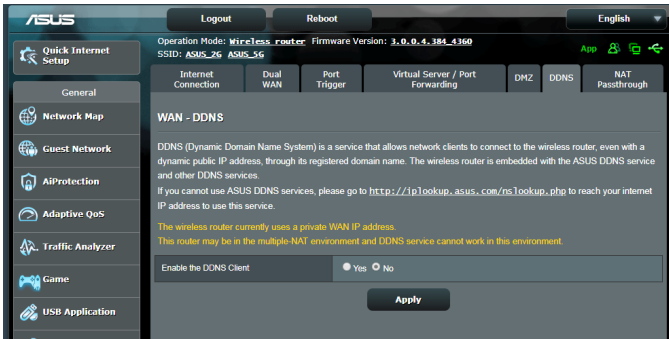 ASUS
Logout
Reboot
English
Quick Internet
Setup
Operation Mode: Wireless router Firmware Version: 3.0.0.4.384_4360
SSID: ASUS_2G ASUS_5G
App
General
Network Map
Guest Network
AiProtection
Adaptive QoS
Traffic Analyzer
Game
USB Application
Internet
Connection
Dual
WAN
Port
Trigger
Virtual Server / Port
Forwarding
DMZ
DDNS
NAT
Passthrough
WAN - DDNS
DDNS (Dynamic Domain Name System) is a service that allows network clients to connect to the wireless router, even with a
dynamic public IP address, through its registered domain name. The wireless router is embedded with the ASUS DDNS service
and other DDNS services.
If you cannot use ASUS DDNS services, please go to http://iplookup.asus.com/nslookup.php to reach your internet
IP address to use this service.
The wireless router currently uses a private WAN IP
address.
This router may be in the multiple-NAT environment and DDNS service cannot work in this environment.
Enable the DDNS Client
Yes No
Apply